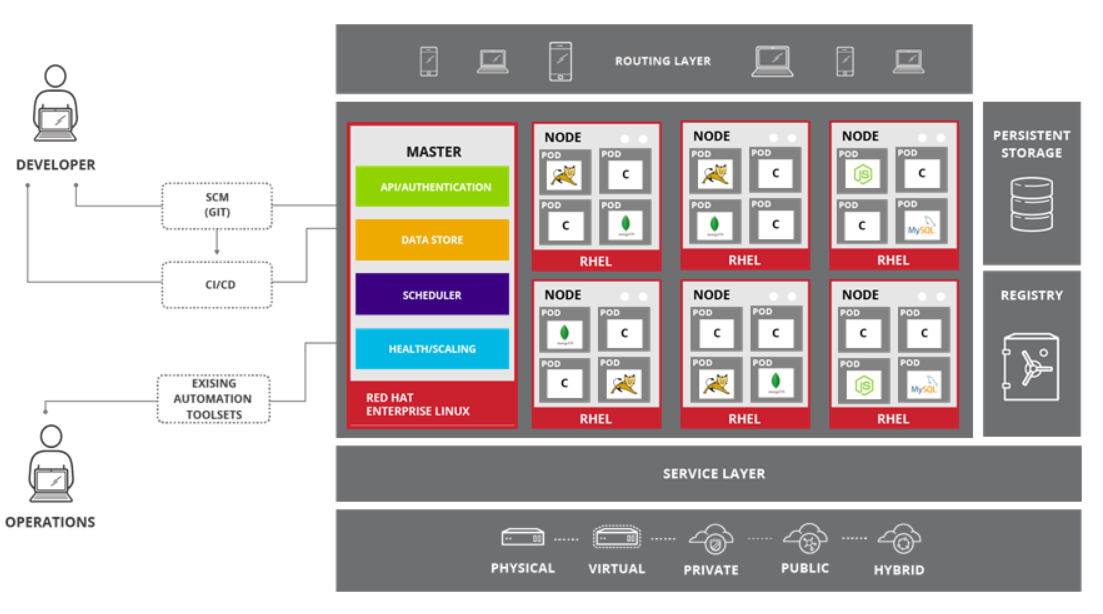 ROUTING LAYER
DEVELOPER
SCM
(GIT)
CI/CD
EXISING
AUTOMATION
TOOLSETS
OPERATIONS
MASTER
API/AUTHENTICATION
DATA STORE
SCHEDULER
HEALTH/SCALING
RED HAT
ENTERPRISE LINUX
NODE
POD
POD
C
POD
C
POD
RHEL
NODE
POD
POD
C
POD
POD
C
RHEL
NODE
POD
JS
POD
C
POD
C
POD
MySQL
RHEL
NODE
POD
POD
C
POD
C
POD
RHEL
NODE
POD
C
POD
C
POD
POD
RHEL
NODE
POD
C
POD
C
POD
JS
POD
MySQL
RHEL
PERSISTENT
STORAGE
REGISTRY
SERVICE LAYER
PHYSICAL
VIRTUAL
PRIVATE
PUBLIC
HYBRID